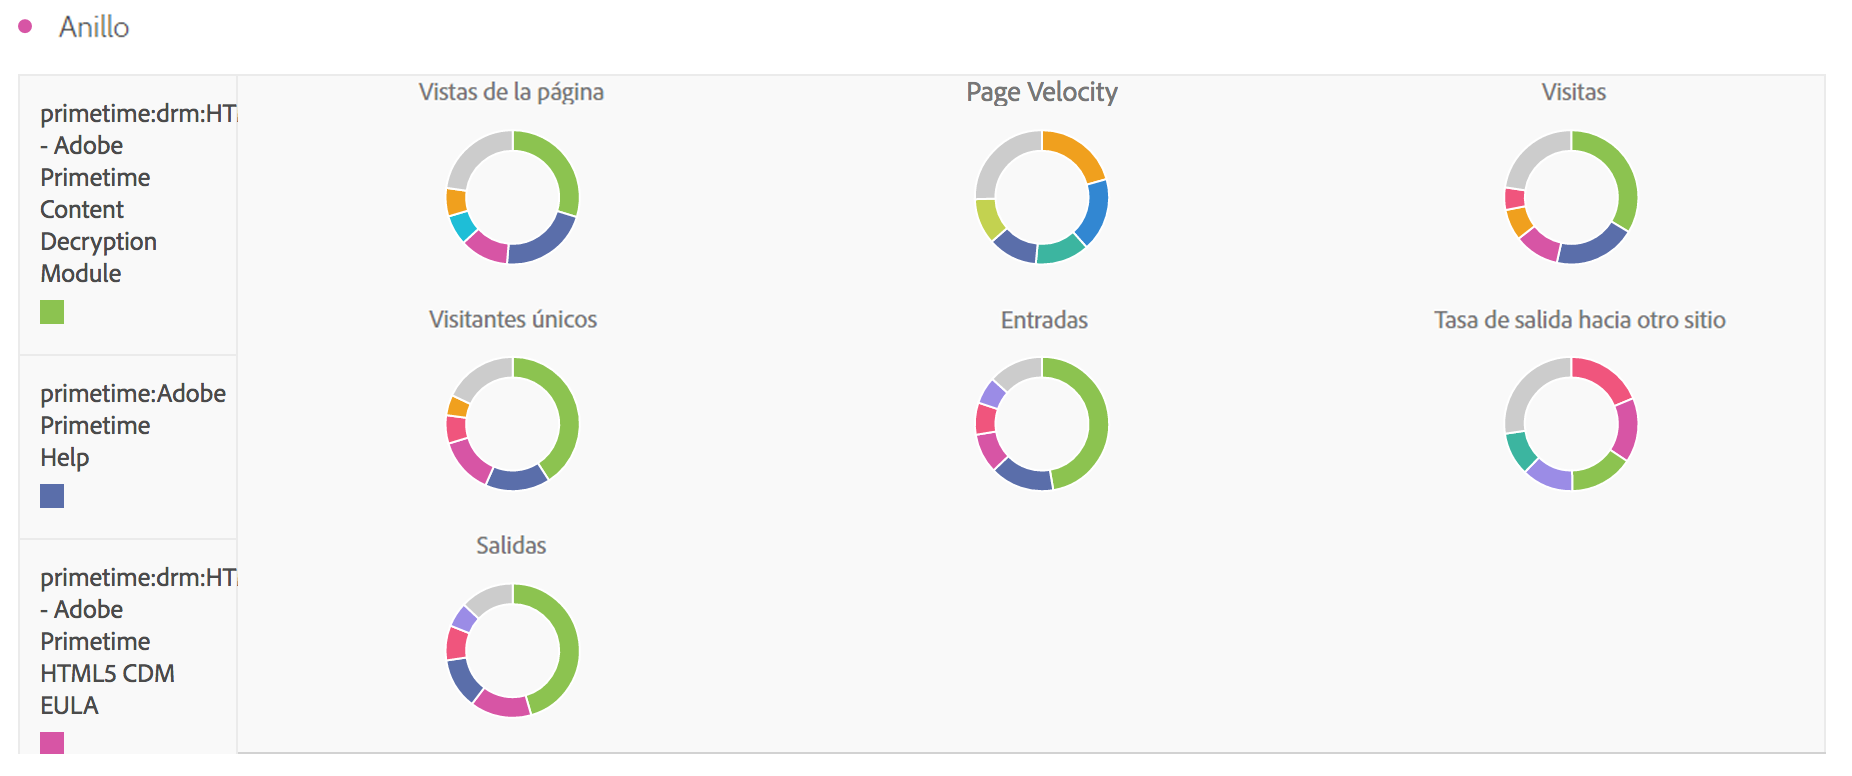 Anillo
primetime:drm:HT
- Adobe
Primetime
Content
Decryption
Module
primetime:Adobe
Primetime
Help
primetime:drm:HT
- Adobe
Primetime
HTML5 CDM
EULA
Vistas de la página
Page Velocity
Visitas
Visitantes únicos
Entradas
Tasa de salida hacia otro sitio
Salidas